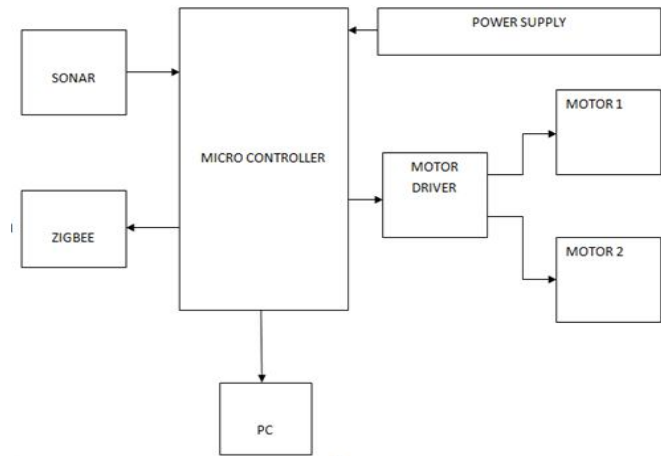 POWER SUPPLY
SONAR
MOTOR 1
MICRO CONTROLLER
MOTOR
DRIVER
ZIGBEE
MOTOR 2
PC